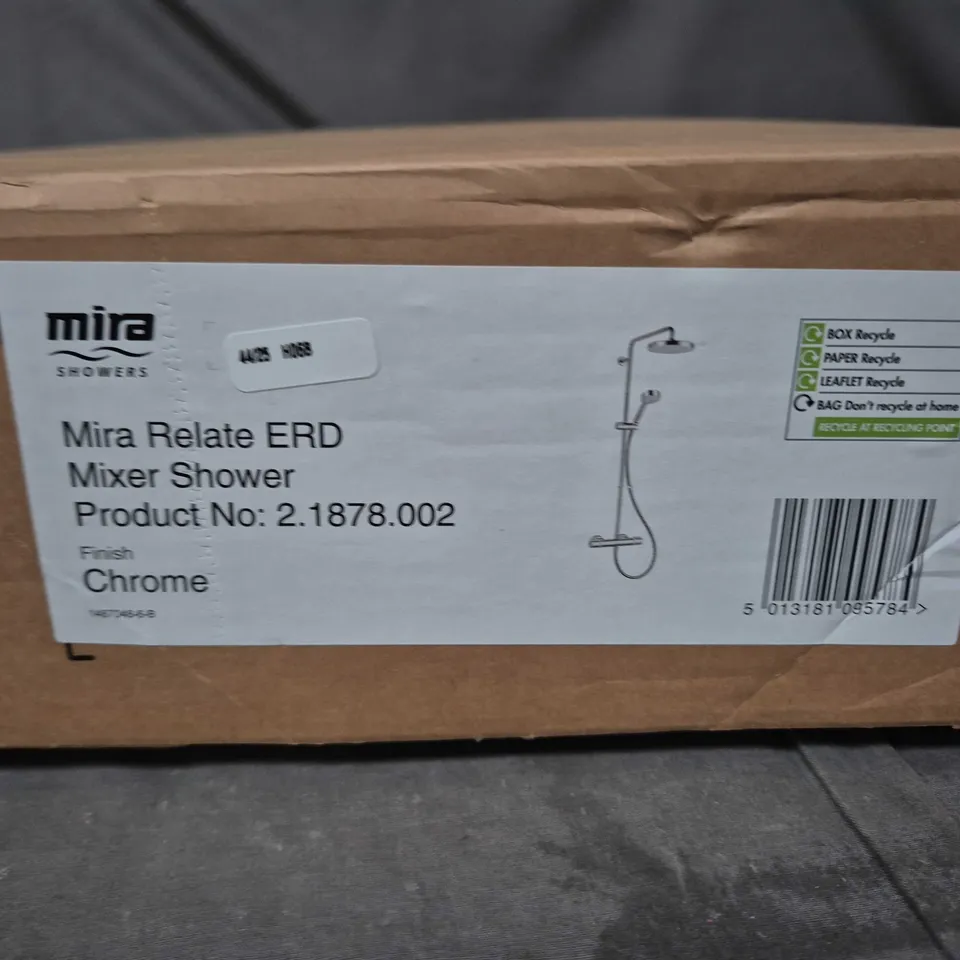 mira
SHOWERS
44/25 H068
Mira Relate ERD
Mixer Shower
Product No: 2.1878.002
Finish
Chrome
BOX Recycle
PAPER Recycle
LEAFLET Recycle
BAG Don't recycle at home
RECYCLE AT RECYCLING POINT
5 013181 095784 >